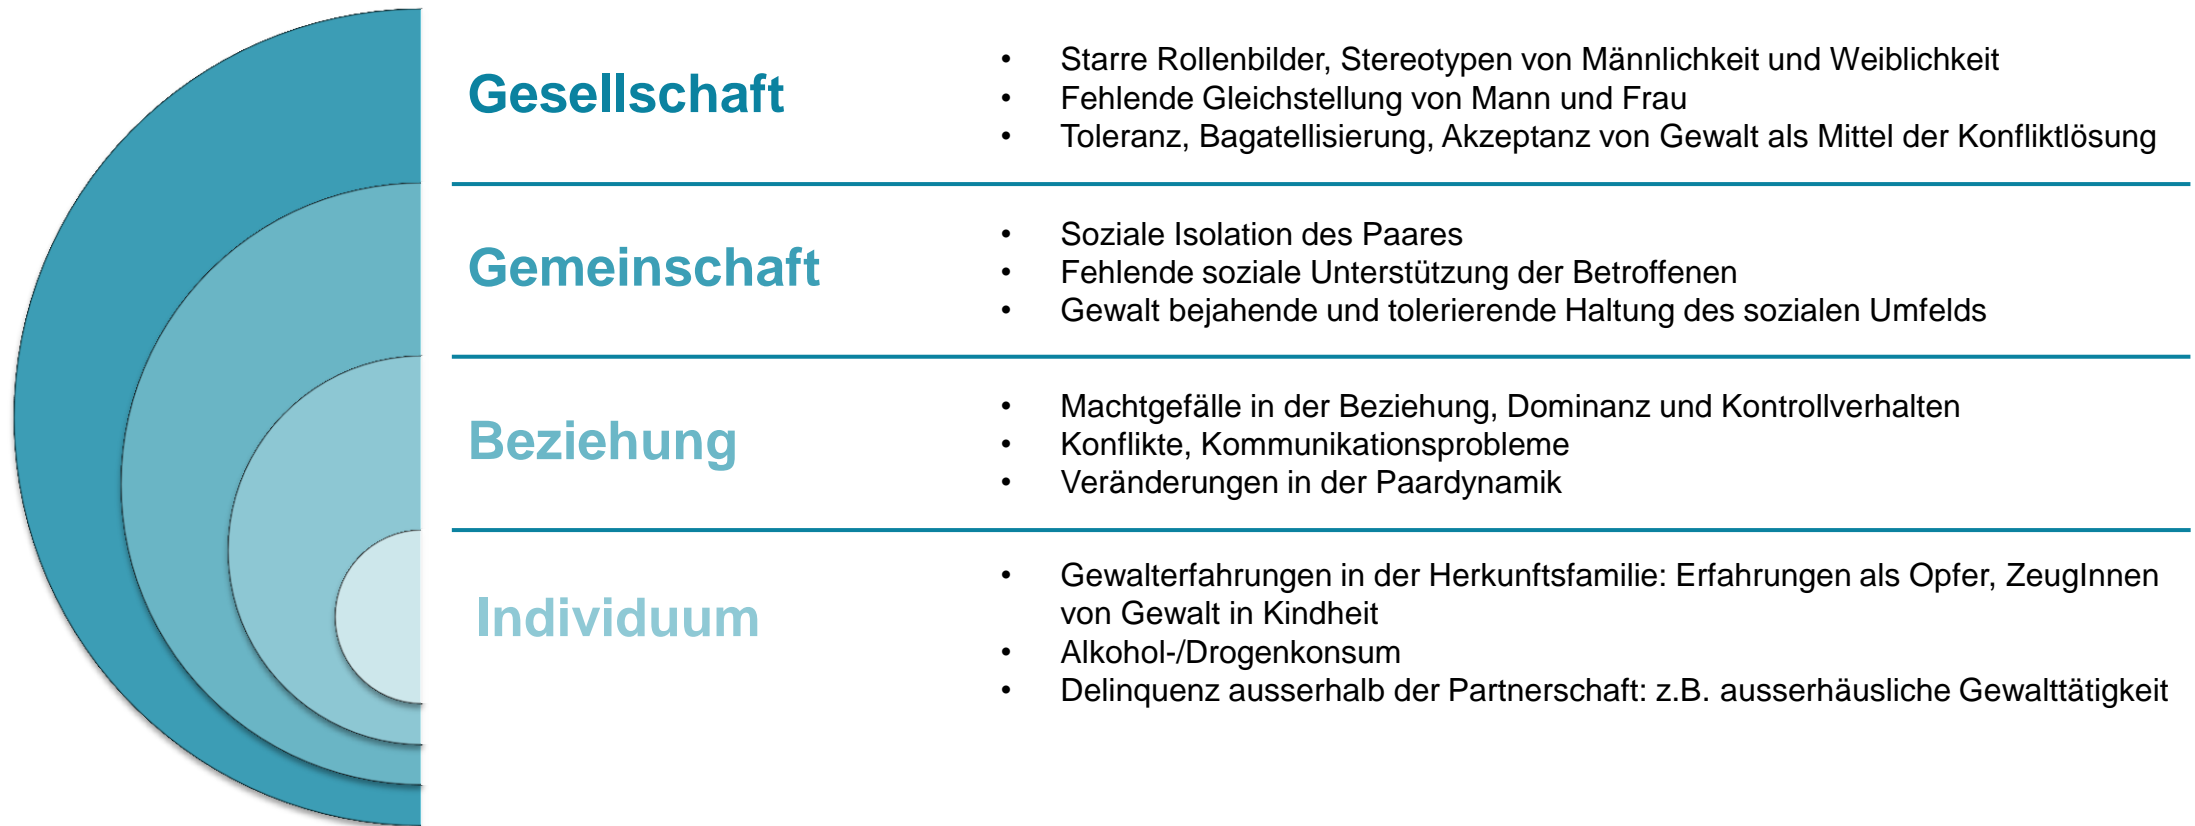 Gesellschaft
• Starre Rollenbilder, Stereotypen von Männlichkeit und Weiblichkeit
• Fehlende Gleichstellung von Mann und Frau
• Toleranz, Bagatellisierung, Akzeptanz von Gewalt als Mittel der Konfliktlösung
Gemeinschaft
• Soziale Isolation des Paares
• Fehlende soziale Unterstützung der Betroffenen
• Gewalt bejahende und tolerierende Haltung des sozialen Umfelds
Beziehung
• Machtgefälle in der Beziehung, Dominanz und Kontrollverhalten
• Konflikte, Kommunikationsprobleme
• Veränderungen in der Paardynamik
Individuum
• Gewalterfahrungen in der Herkunftsfamilie: Erfahrungen als Opfer, ZeugInnen
von Gewalt in Kindheit
• Alkohol-/Drogenkonsum
• Delinquenz ausserhalb der Partnerschaft: z.B. ausserhäusliche Gewalttätigkeit